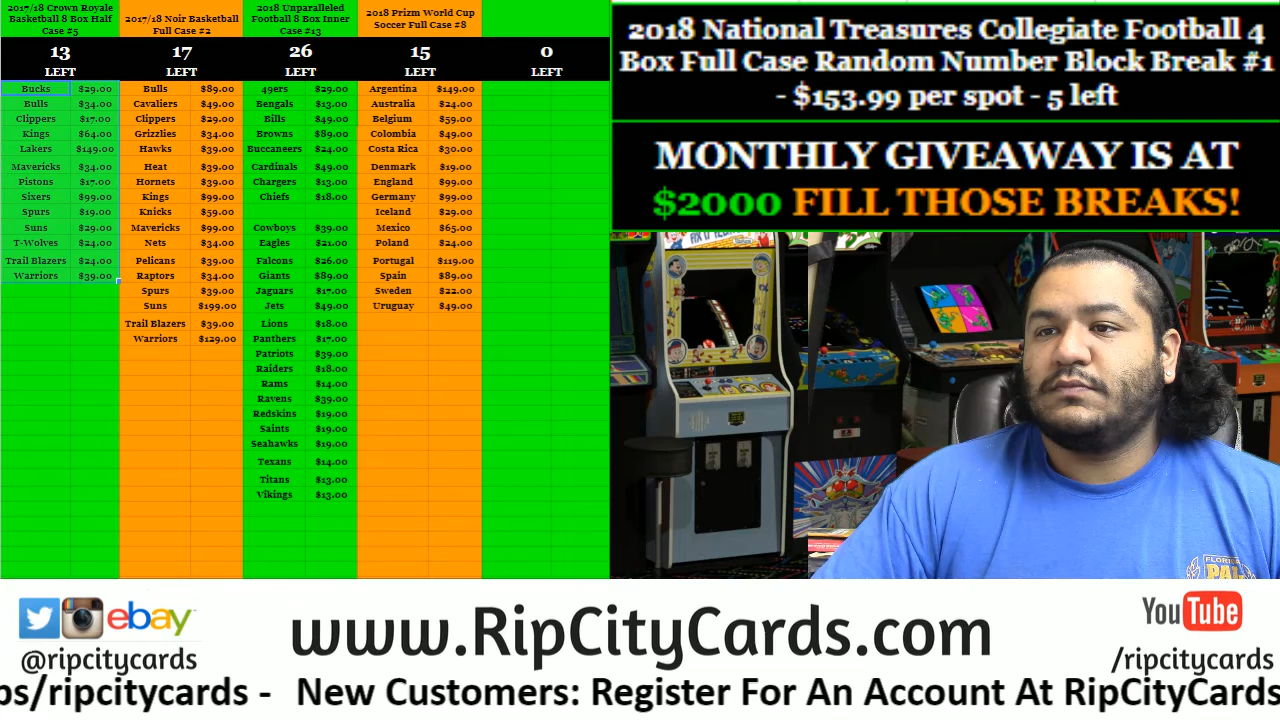 2017/18 Crown Royale
Basketball 8 Box Half
Case #5
13
LEFT
Bucks $29.00
Bulls $34.00
Clippers $17.00
Kings $64.00
Lakers $149.00
Mavericks $34.00
Pistons $17.00
Sixers $99.00
Spurs $19.00
Suns $29.00
T-Wolves $24.00
Trail Blazers $24.00
Warriors $39.00
2017/18 Noir Basketball
Full Case #2
17
LEFT
Bulls $89.00
Cavaliers $49.00
Clippers $29.00
Grizzlies $34.00
Hawks $39.00
Heat $39.00
Hornets $39.00
Kings $99.00
Knicks $59.00
Mavericks $99.00
Nets $34.00
Pelicans $39.00
Raptors $34.00
Spurs $39.00
Suns $199.00
Trail Blazers $39.00
Warriors $129.00
2018 Unparalleled
Football 8 Box Inner
Case #13
26
LEFT
49ers $29.00
Bengals $13.00
Bills $49.00
Browns $89.00
Buccaneers $24.00
Cardinals $49.00
Chargers $13.00
Chiefs $18.00
Cowboys $39.00
Eagles $21.00
Falcons $26.00
Giants $89.00
Jaguars $17.00
Jets $49.00
Lions $18.00
Panthers $17.00
Patriots $39.00
Raiders $18.00
Rams $14.00
Ravens $39.00
Redskins $19.00
Saints $19.00
Seahawks $19.00
Texans $14.00
Titans $13.00
Vikings $13.00
2018 Prizm World Cup
Soccer Full Case #8
15
LEFT
Argentina $149.00
Australia $24.00
Belgium $59.00
Colombia $49.00
Costa Rica $30.00
Denmark $19.00
England $99.00
Germany $99.00
Iceland $29.00
Mexico $65.00
Poland $24.00
Portugal $119.00
Spain $89.00
Sweden $22.00
Uruguay $49.00
0
LEFT
2018 National Treasures Collegiate Football 4
Box Full Case Random Number Block Break #1
- $153.99 per spot - 5 left
MONTHLY GIVEAWAY IS AT
$2000 FILL THOSE BREAKS!
FLORIDA
PAL
ebay
@ripcitycards
www.RipCityCards.com
YouTube
/ripcitycards
os/ripcitycards - New Customers: Register For An Account At RipCityCards